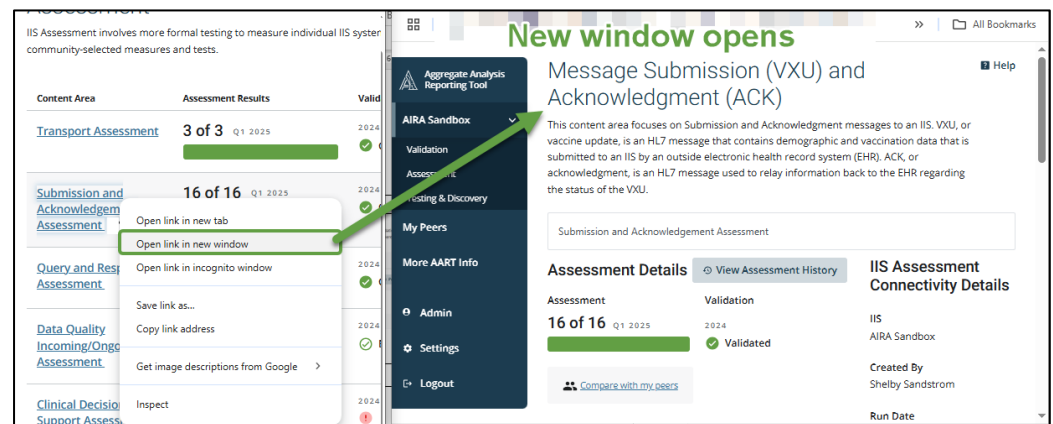 Assessment
IIS Assessment involves more formal testing to measure individual IIS system
community-selected measures and tests.
Content Area
Assessment Results
Valid
Transport Assessment
3 of 3 Q1 2025
2024
Submission and
Acknowledgem
Assessment
16 of 16 Q1 2025
2024
Open link in new tab
Open link in new window
Open link in incognito window
Save link as...
Copy link address
Get image descriptions from Google
Inspect
Query and Resp
Assessment
2024
Data Quality
Incoming/Ongo
Assessment
2024
Clinical Decision
Support Assess
2024
New window opens
All Bookmarks
Aggregate Analysis
Reporting Tool
AIRA Sandbox
Validation
Assessment
Testing & Discovery
My Peers
More AART Info
Admin
Settings
Logout
Message Submission (VXU) and
Acknowledgment (ACK)
Help
This content area focuses on Submission and Acknowledgment messages to an IIS. VXU, or
vaccine update, is an HL7 message that contains demographic and vaccination data that is
submitted to an IIS by an outside electronic health record system (EHR). ACK, or
acknowledgment, is an HL7 message used to relay information back to the EHR regarding
the status of the VXU.
Submission and Acknowledgement Assessment
Assessment Details
View Assessment History
Assessment
Validation
16 of 16 Q1 2025
2024
Validated
Compare with my peers
IIS Assessment
Connectivity Details
IIS
AIRA Sandbox
Created By
Shelby Sandstrom
Run Date